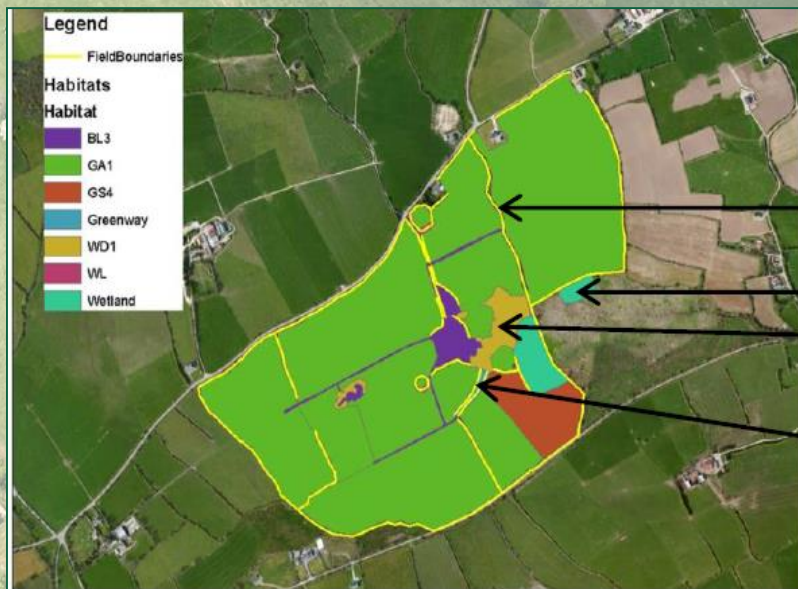 Legend
FieldBoundaries
Habitats
Habitat
BL3
GA1
GS4
Greenway
WD1
WL
Wetland